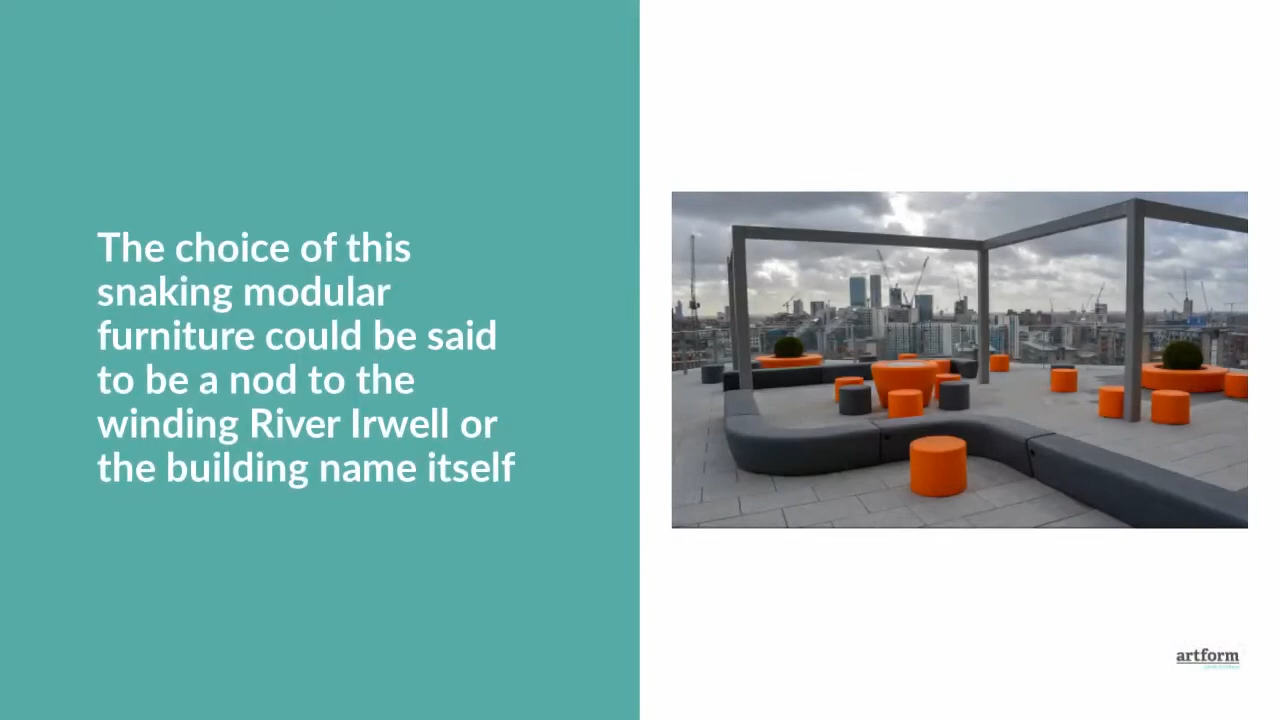 The choice of this
snaking modular
furniture could be said
to be a nod to the
winding River Irwell or
the building name itself
artform